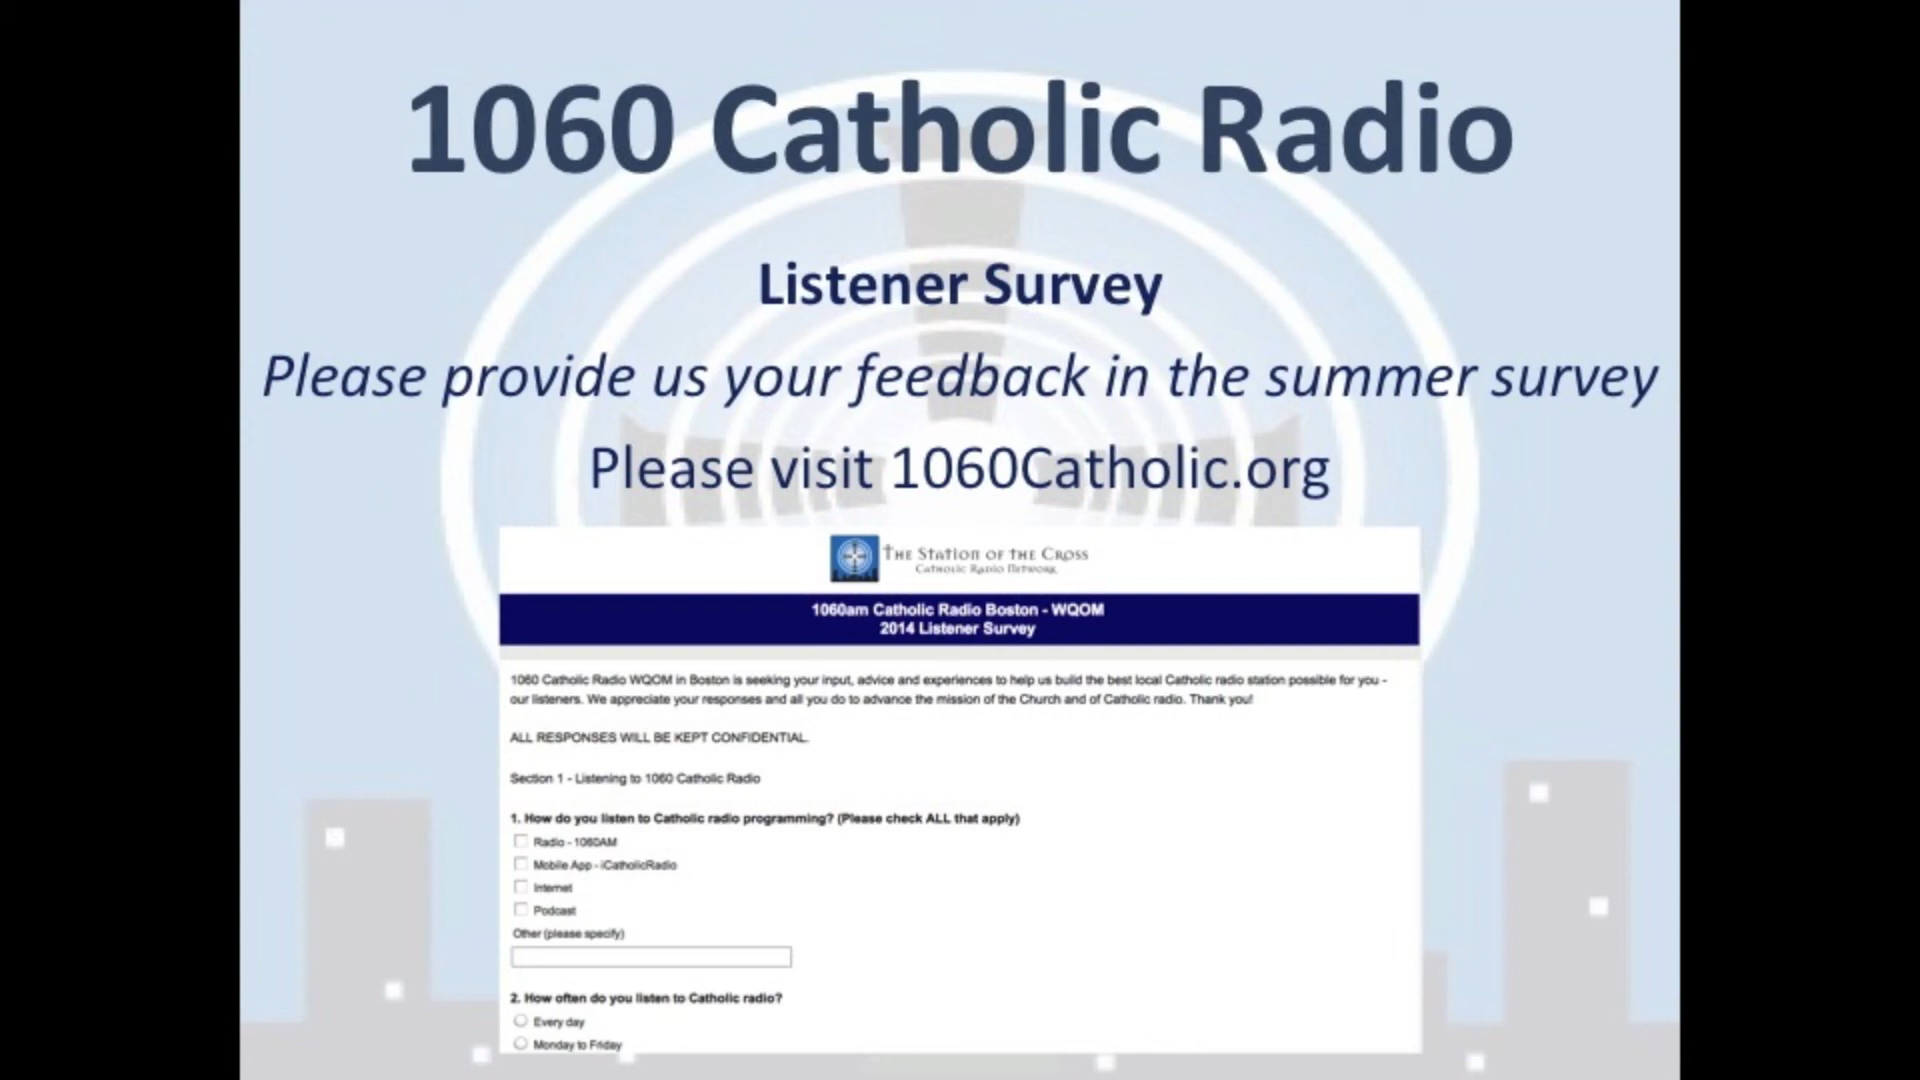 1060 Catholic Radio
Listener Survey
Please provide us your feedback in the summer survey
Please visit 1060Catholic.org
The Station of the Cross
Catholic Radio Network
1060am Catholic Radio Boston - WQOM
2014 Listener Survey
1060 Catholic Radio WQOM in Boston is seeking your input, advice and experiences to help us build the best local Catholic radio station possible for you -
our listeners. We appreciate your responses and all you do to advance the mission of the Church and of Catholic radio. Thank you!
ALL RESPONSES WILL BE KEPT CONFIDENTIAL.
Section 1 - Listening to 1060 Catholic Radio
1. How do you listen to Catholic radio programming? (Please check ALL that apply)
Radio - 1060AM
Mobile App - iCatholicRadio
Internet
Podcast
Other (please specify)
2. How often do you listen to Catholic radio?
Every day
Monday to Friday